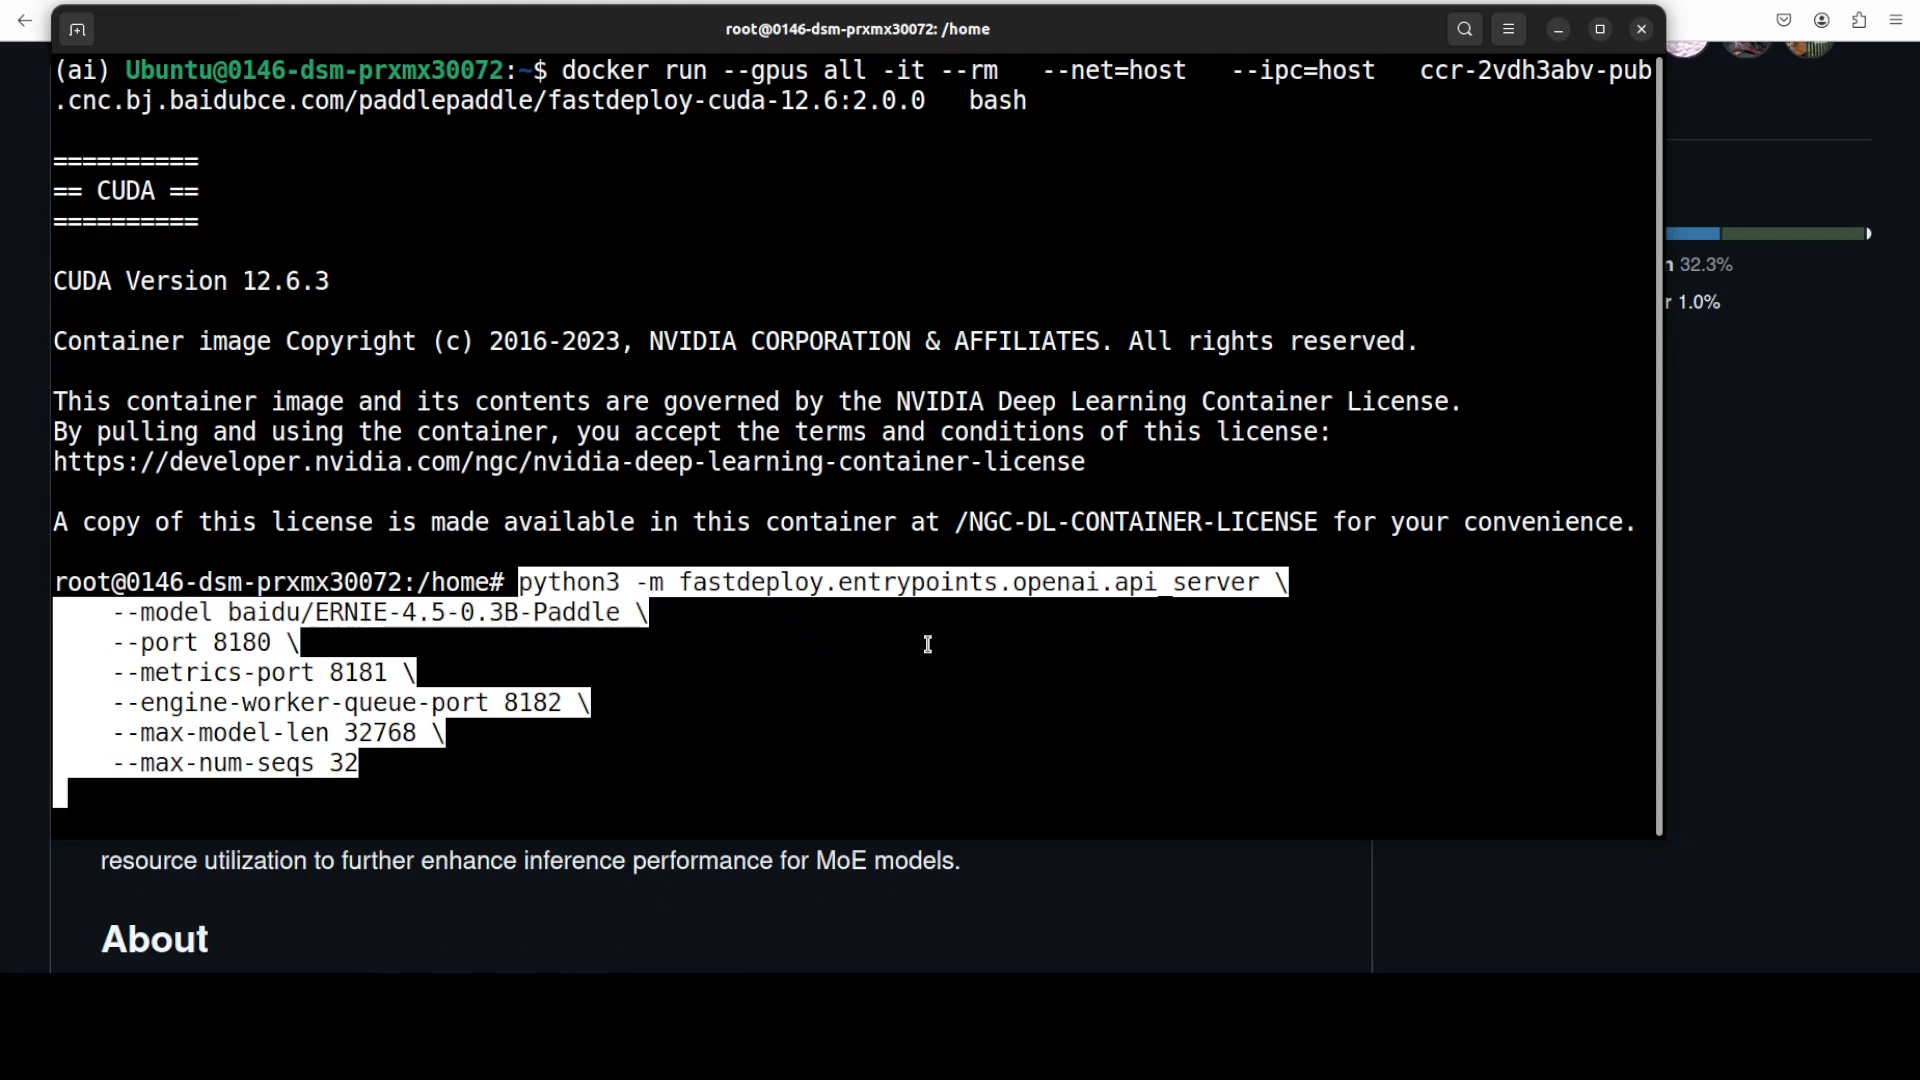 root@0146-dsm-prxmx30072: /home
(ai) Ubuntu@0146-dsm-prxmx30072:~$ docker run --gpus all -it --rm   --net=host   --ipc=host   ccr-2vdh3abv-pub
.cnc.bj.baidubce.com/paddlepaddle/fastdeploy-cuda-12.6:2.0.0   bash
==========
== CUDA ==
==========
CUDA Version 12.6.3
Container image Copyright (c) 2016-2023, NVIDIA CORPORATION & AFFILIATES. All rights reserved.
This container image and its contents are governed by the NVIDIA Deep Learning Container License.
By pulling and using the container, you accept the terms and conditions of this license:
https://developer.nvidia.com/ngc/nvidia-deep-learning-container-license
A copy of this license is made available in this container at /NGC-DL-CONTAINER-LICENSE for your convenience.
root@0146-dsm-prxmx30072:/home# python3 -m fastdeploy.entrypoints.openai.api_server \
    --model baidu/ERNIE-4.5-0.3B-Paddle \
    --port 8180 \
    --metrics-port 8181 \
    --engine-worker-queue-port 8182 \
    --max-model-len 32768 \
    --max-num-seqs 32
n 32.3%
r 1.0%
resource utilization to further enhance inference performance for MoE models.
About